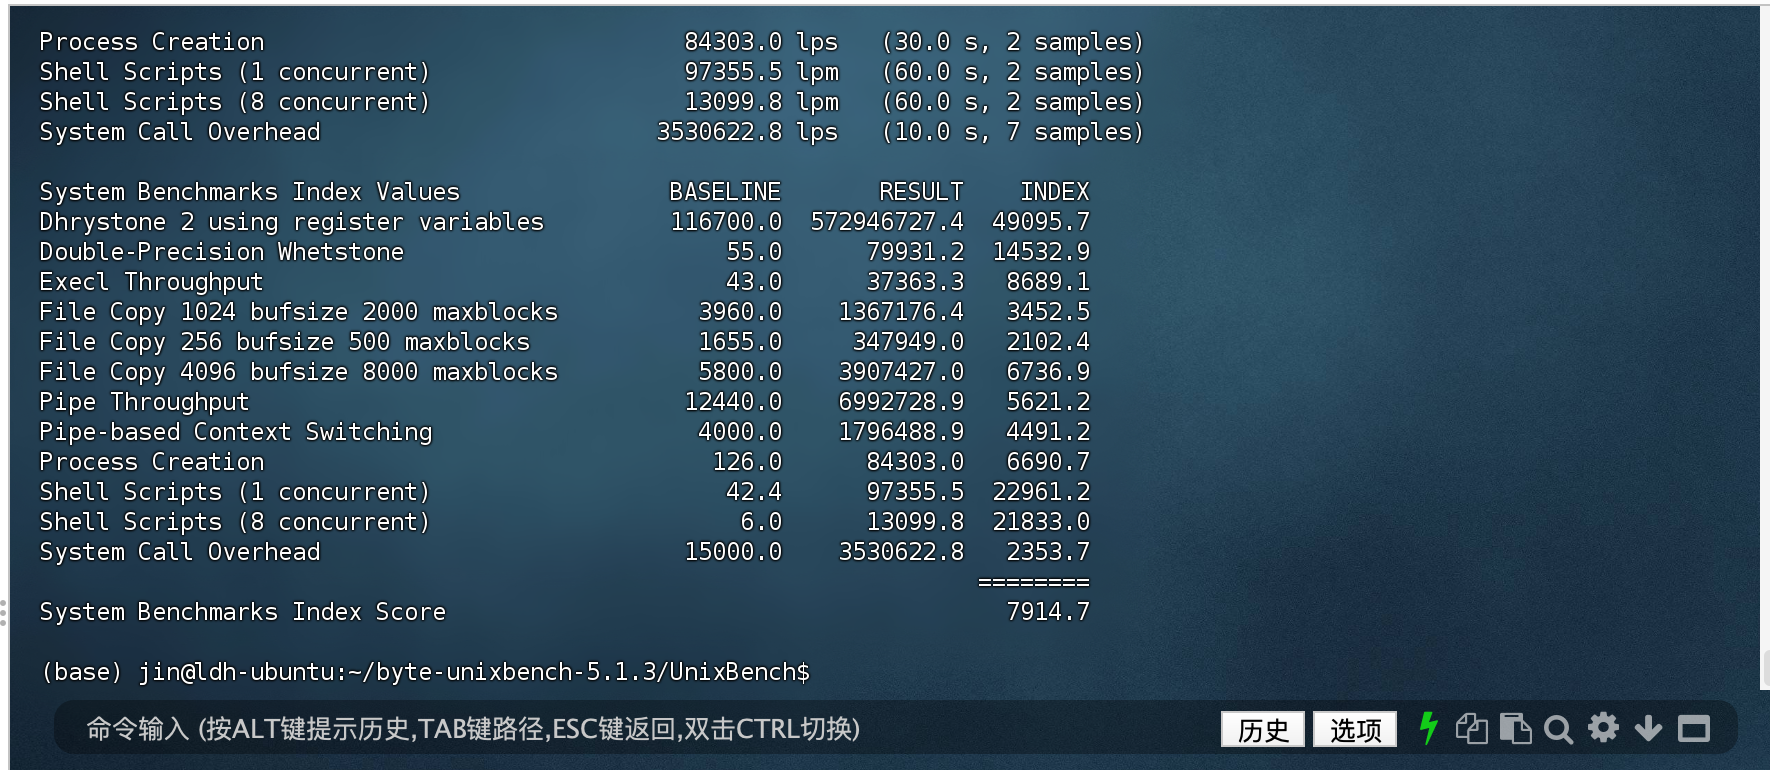 Process Creation 84303.0 lps (30.0 s, 2 samples)
Shell Scripts (1 concurrent) 97355.5 lpm (60.0 s, 2 samples)
Shell Scripts (8 concurrent) 13099.8 lpm (60.0 s, 2 samples)
System Call Overhead 3530622.8 lps (10.0 s, 7 samples)
System Benchmarks Index Values BASELINE RESULT INDEX
Dhrystone 2 using register variables 116700.0 572946727.4 49095.7
Double-Precision Whetstone 55.0 79931.2 14532.9
Execl Throughput 43.0 37363.3 8689.1
File Copy 1024 bufsize 2000 maxblocks 3960.0 1367176.4 3452.5
File Copy 256 bufsize 500 maxblocks 1655.0 347949.0 2102.4
File Copy 4096 bufsize 8000 maxblocks 5800.0 3907427.0 6736.9
Pipe Throughput 12440.0 6992728.9 5621.2
Pipe-based Context Switching 4000.0 1796488.9 4491.2
Process Creation 126.0 84303.0 6690.7
Shell Scripts (1 concurrent) 42.4 97355.5 22961.2
Shell Scripts (8 concurrent) 6.0 13099.8 21833.0
System Call Overhead 15000.0 3530622.8 2353.7
========
System Benchmarks Index Score 7914.7
(base) jin@ldh-ubuntu:~/byte-unixbench-5.1.3/UnixBench$
命令输入 (按ALT键提示历史,TAB键路径,ESC键返回,双击CTRL切换) 历史 选项